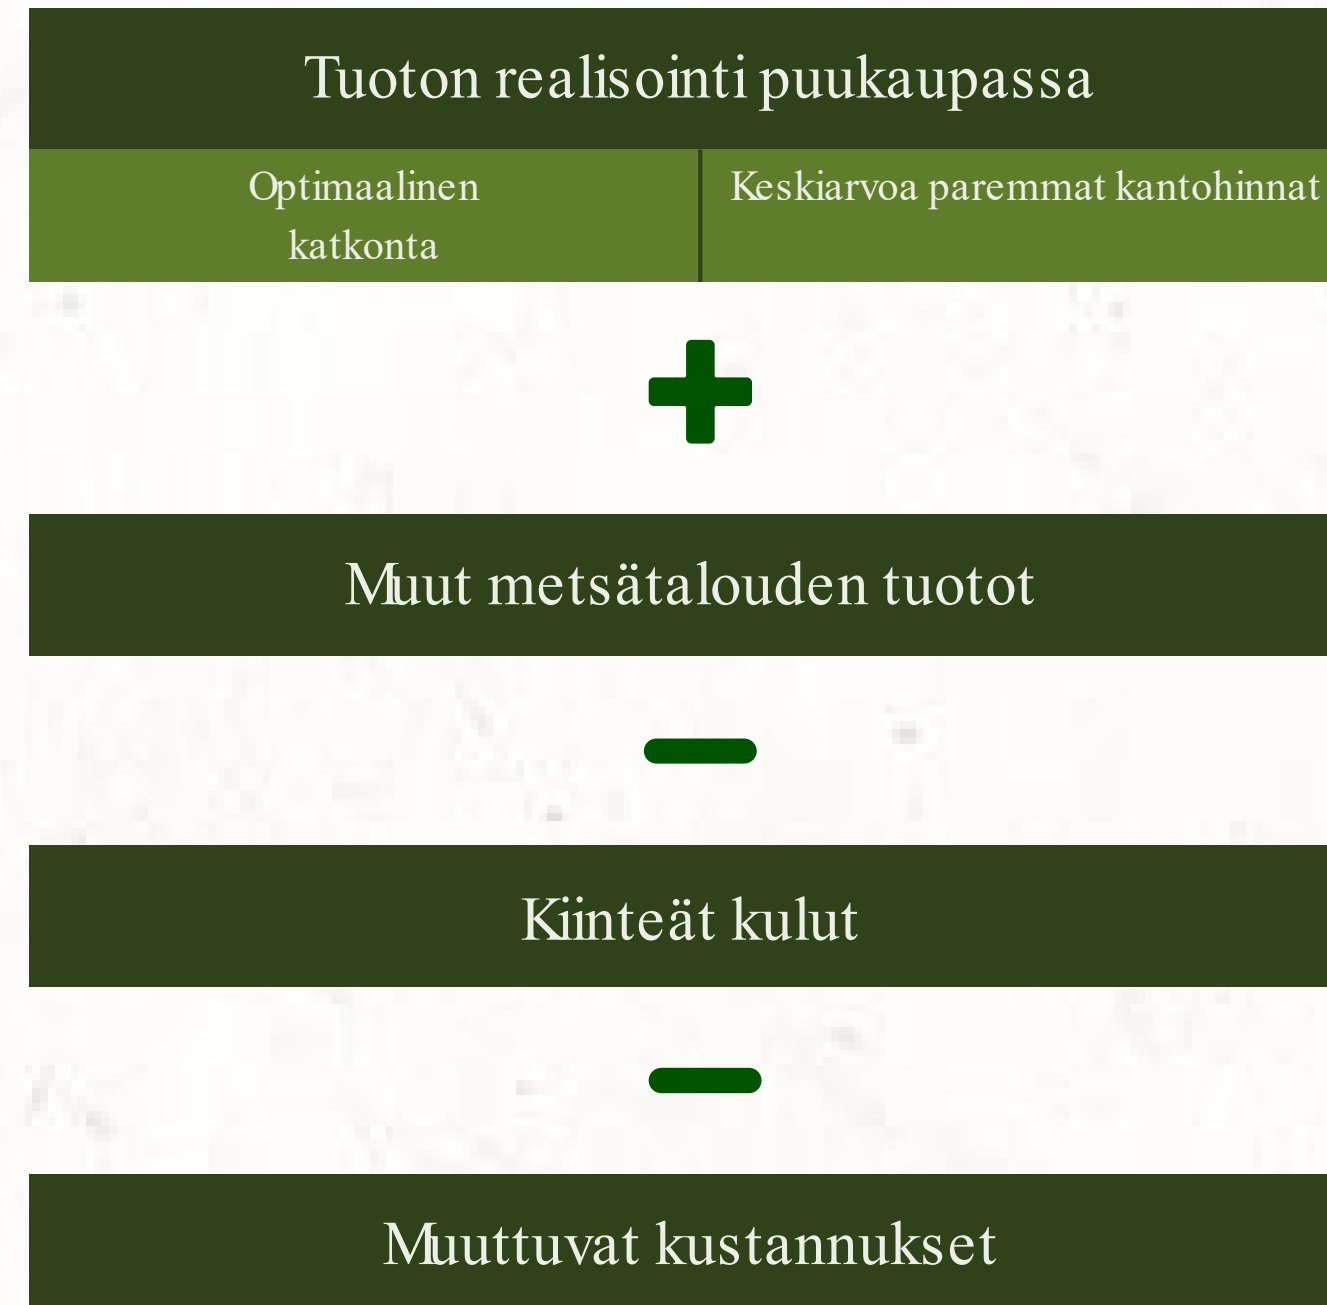 Tuoton realisointi puukaupassa
Optimaalinen
katkonta
Keskiarvoa paremmat kantohinnat
Muut metsätalouden tuotot
Kiinteät kulut
Muuttuvat kustannukset